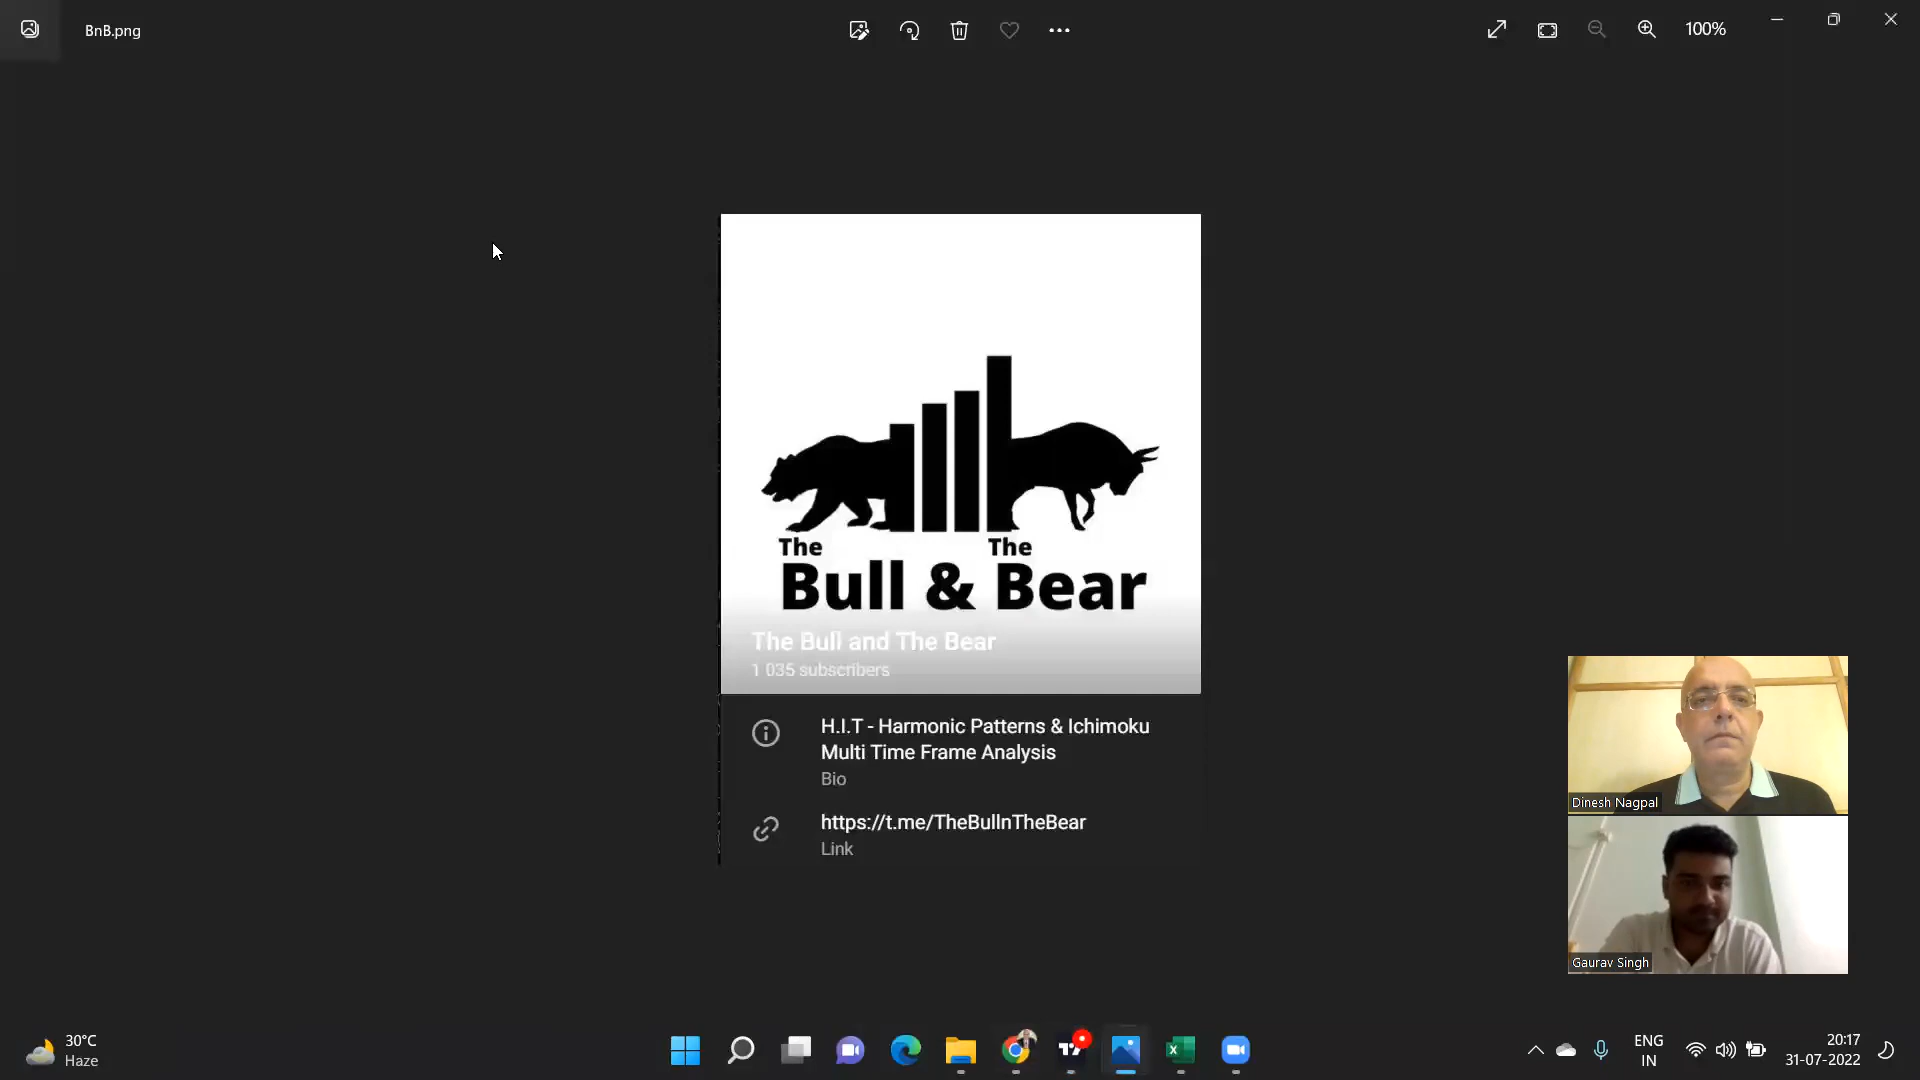 BnB.png
100%
The The
Bull & Bear
The Bull and The Bear
1 035 subscribers
H.I.T - Harmonic Patterns & Ichimoku
Multi Time Frame Analysis
Bio
https://t.me/TheBullnTheBear
Link
Dinesh Nagpal
Gaurav Singh
30°C
Haze
ENG
IN
20:17
31-07-2022